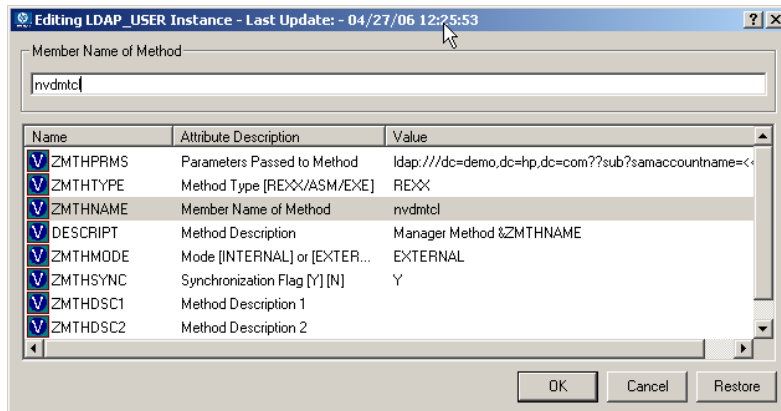 Editing LDAP_USER Instance - Last Update: - 04/27/06 12:25:53
Member Name of Method
nvdmtcl
Name Attribute Description Value
V ZMTHPRMS Parameters Passed to Method ldap:///dc=demo,dc=hp,dc=com??sub?samaccountname=<<
V ZMTHTYPE Method Type [REXX/ASM/EXE] REXX
V ZMTHNAME Member Name of Method nvdmtcl
V DESCRIPT Method Description Manager Method &ZMTHNAME
V ZMTHMODE Mode [INTERNAL] or [EXTER... EXTERNAL
V ZMTHSYNC Synchronization Flag [Y] [N] Y
V ZMTHDSC1 Method Description 1
V ZMTHDSC2 Method Description 2
OK Cancel Restore